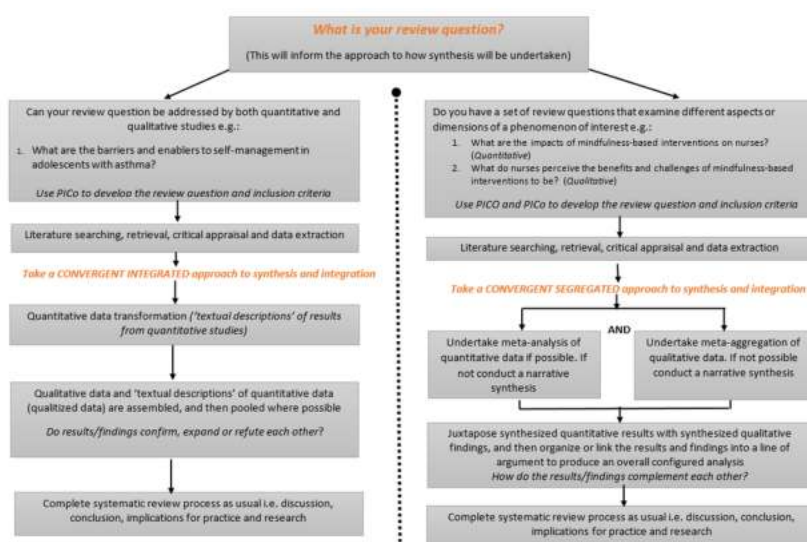 What is your review question?
(This will inform the approach to how synthesis will be undertaken)
Can your review question be addressed by both quantitative and
qualitative studies e.g.:
1. What are the barriers and enablers to self-management in
adolescents with asthma?
Use PICo to develop the review question and inclusion criteria
Literature searching, retrieval, critical appraisal and data extraction
Take a CONVERGENT INTEGRATED approach to synthesis and integration
Quantitative data transformation ('textual descriptions' of results
from quantitative studies)
Qualitative data and 'textual descriptions' of quantitative data
(qualitized data) are assembled, and then pooled where possible
Do results/findings confirm, expand or refute each other?
Complete systematic review process as usual i.e. discussion,
conclusion, implications for practice and research
Do you have a set of review questions that examine different aspects or
dimensions of a phenomenon of interest e.g.:
1. What are the impacts of mindfulness-based interventions on nurses?
(Quantitative)
2. What do nurses perceive the benefits and challenges of mindfulness-based
interventions to be? (Qualitative)
Use PICO and PICo to develop the review question and inclusion criteria
Literature searching, retrieval, critical appraisal and data extraction
Take a CONVERGENT SEGREGATED approach to synthesis and integration
Undertake meta-analysis of
quantitative data if possible. If
not conduct a narrative
synthesis
AND
Undertake meta-aggregation of
qualitative data. If not possible
conduct a narrative synthesis
Juxtapose synthesized quantitative results with synthesized qualitative
findings, and then organize or link the results and findings into a line of
argument to produce an overall configured analysis
How do the results/findings complement each other?
Complete systematic review process as usual i.e. discussion, conclusion,
implications for practice and research